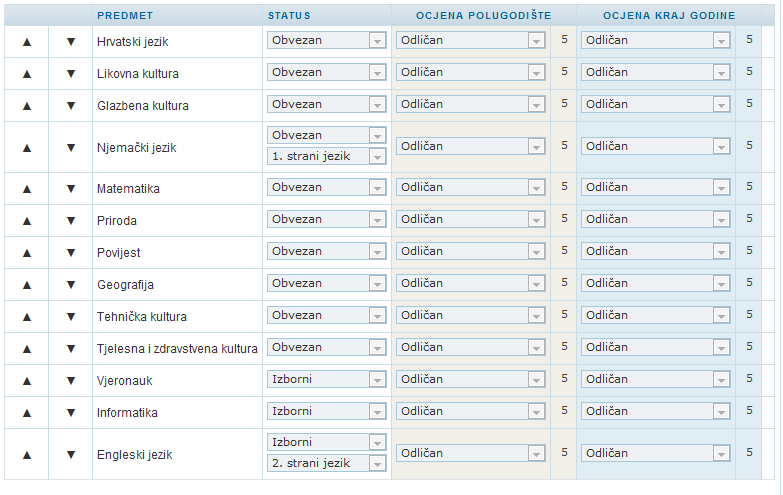 PREDMET STATUS OCJENA POLUGODIŠTE OCJENA KRAJ GODINE
▲ ▼ Hrvatski jezik Obvezan Odličan 5 Odličan 5
▲ ▼ Likovna kultura Obvezan Odličan 5 Odličan 5
▲ ▼ Glazbena kultura Obvezan Odličan 5 Odličan 5
▲ ▼ Njemački jezik Obvezan Odličan 5 Odličan 5
1. strani jezik
▲ ▼ Matematika Obvezan Odličan 5 Odličan 5
▲ ▼ Priroda Obvezan Odličan 5 Odličan 5
▲ ▼ Povijest Obvezan Odličan 5 Odličan 5
▲ ▼ Geografija Obvezan Odličan 5 Odličan 5
▲ ▼ Tehnička kultura Obvezan Odličan 5 Odličan 5
▲ ▼ Tjelesna i zdravstvena kultura Obvezan Odličan 5 Odličan 5
▲ ▼ Vjeronauk Izborni Odličan 5 Odličan 5
▲ ▼ Informatika Izborni Odličan 5 Odličan 5
▲ ▼ Engleski jezik Izborni Odličan 5 Odličan 5
2. strani jezik